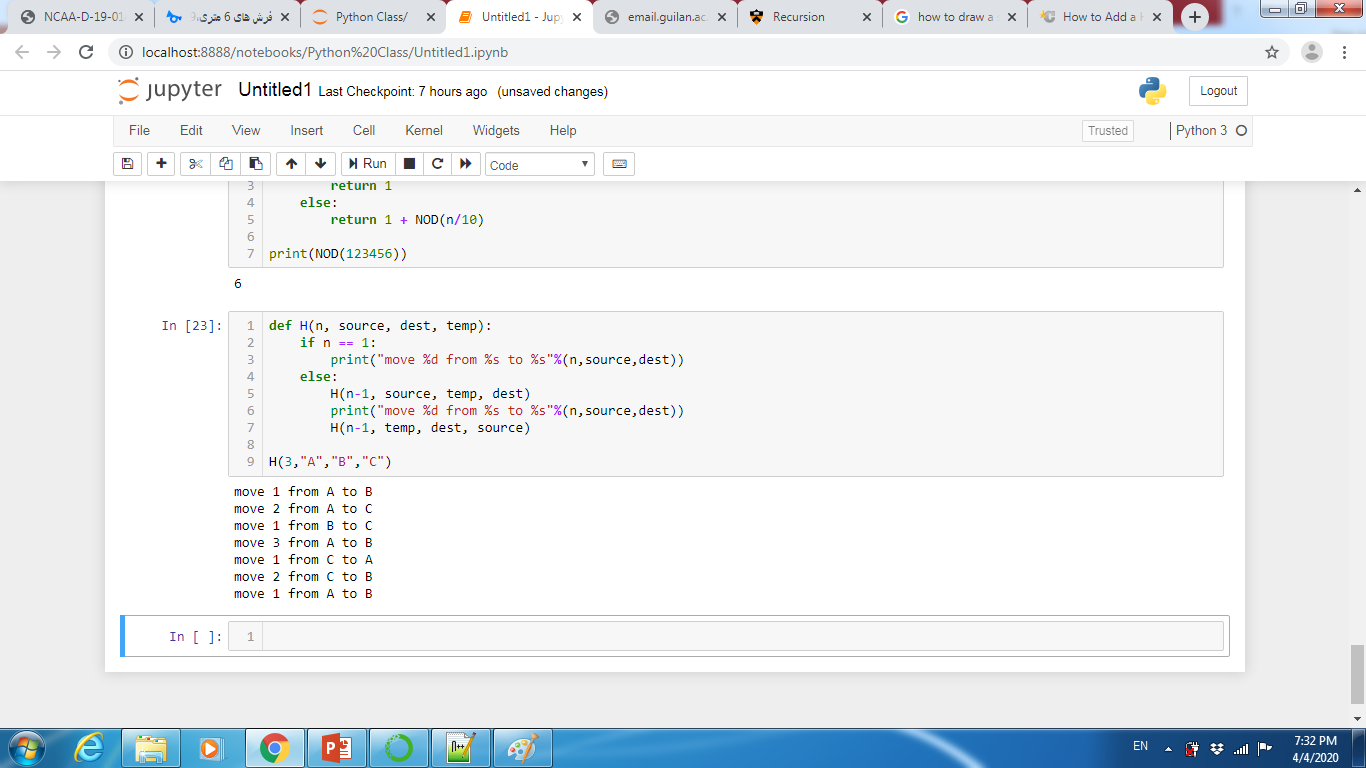 NCAA-D-19-01
فرش های 6 متری،9
Python Class/
Untitled1 - Jupy
email.guilan.ac.
Recursion
how to draw a
How to Add a
localhost:8888/notebooks/Python%20Class/Untitled1.ipynb
jupyter Untitled1 Last Checkpoint: 7 hours ago (unsaved changes)
Logout
File Edit View Insert Cell Kernel Widgets Help
Trusted
Python 3
Run
Code
3 return 1
4 else:
5 return 1 + NOD(n/10)
6
7 print(NOD(123456))
6
In [23]:
1 def H(n, source, dest, temp):
2 if n == 1:
3 print("move %d from %s to %s"%(n,source,dest))
4 else:
5 H(n-1, source, temp, dest)
6 print("move %d from %s to %s"%(n,source,dest))
7 H(n-1, temp, dest, source)
8
9 H(3,"A","B","C")
move 1 from A to B
move 2 from A to C
move 1 from B to C
move 3 from A to B
move 1 from C to A
move 2 from C to B
move 1 from A to B
In [ ]: 1
EN
7:32 PM
4/4/2020